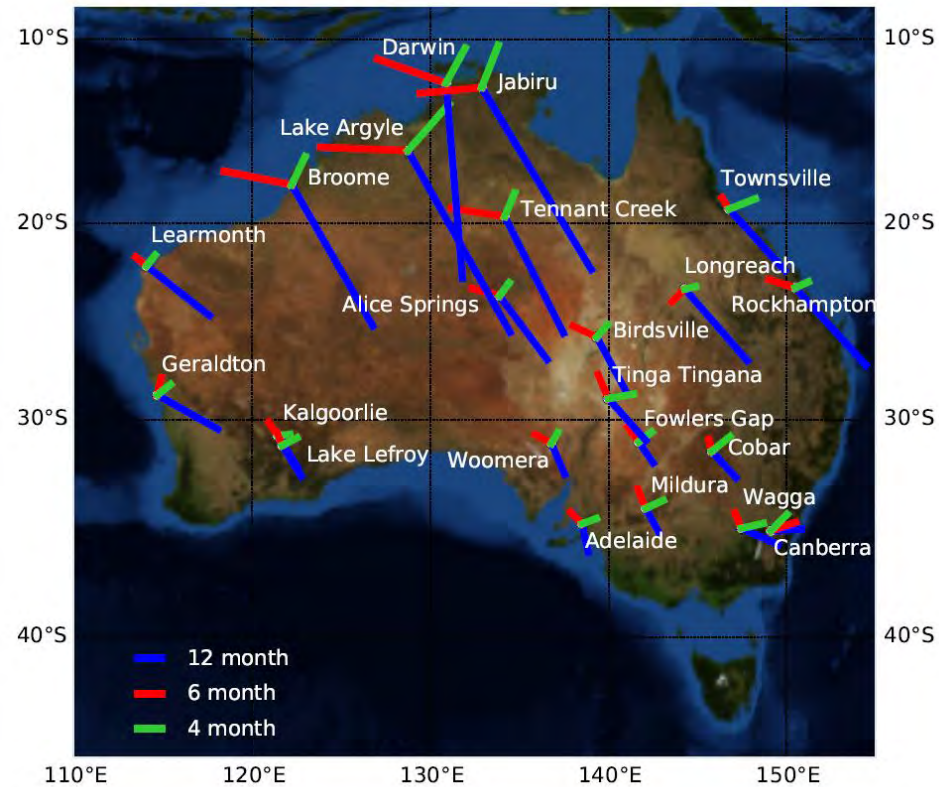 10°S
10°S
Darwin
Jabiru
Lake Argyle
Broome
Townsville
Tennant Creek
20°S
20°S
Learmonth
Longreach
Alice Springs
Rockhampton
Birdsville
Geraldton
Tinga Tingana
Kalgoorlie
30°S
30°S
Fowlers Gap
Lake Lefroy
Woomera
Cobar
Mildura
Wagga
Adelaide
Canberra
40°S
40°S
12 month
6 month
4 month
110°E
120°E
130°E
140°E
150°E